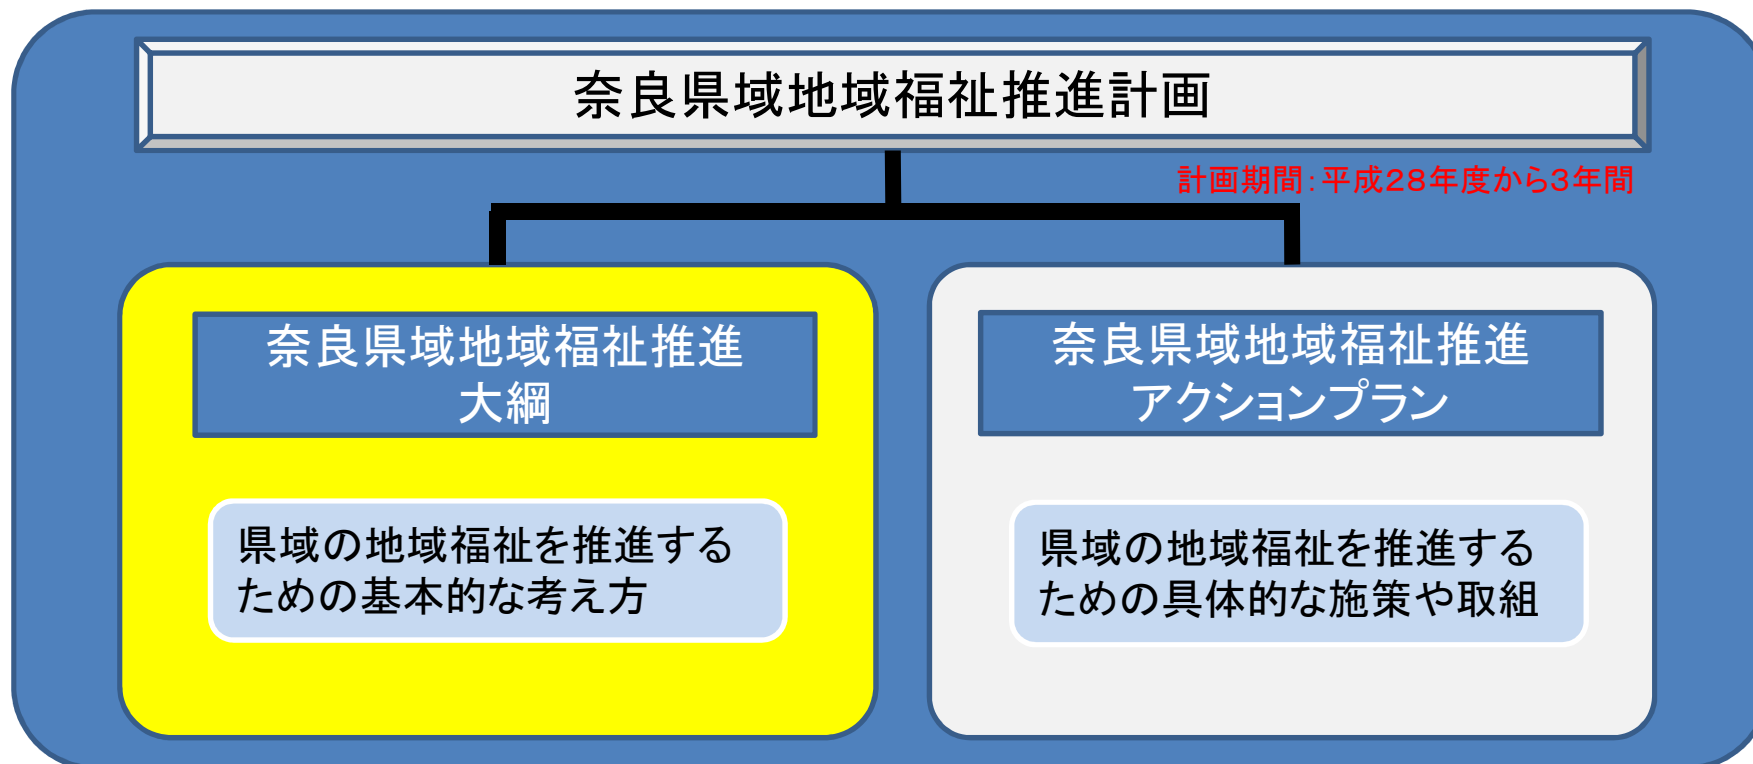 奈良県域地域福祉推進計画
計画期間：平成２８年度から３年間
奈良県域地域福祉推進
大綱
県域の地域福祉を推進する
ための基本的な考え方
奈良県域地域福祉推進
アクションプラン
県域の地域福祉を推進する
ための具体的な施策や取組